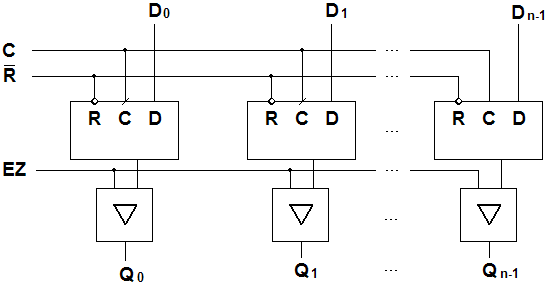 D0 D1 Dn-1
C ...
R̅ ...
R C D R C D ... R C D
EZ ...
...
Q0 Q1 ... Qn-1